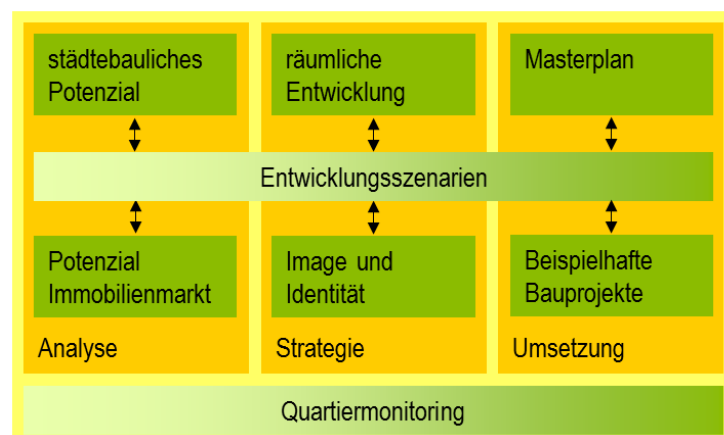 städtebauliches
Potenzial
räumliche
Entwicklung
Masterplan
Entwicklungsszenarien
Potenzial
Immobilienmarkt
Image und
Identität
Beispielhafte
Bauprojekte
Analyse
Strategie
Umsetzung
Quartiermonitoring